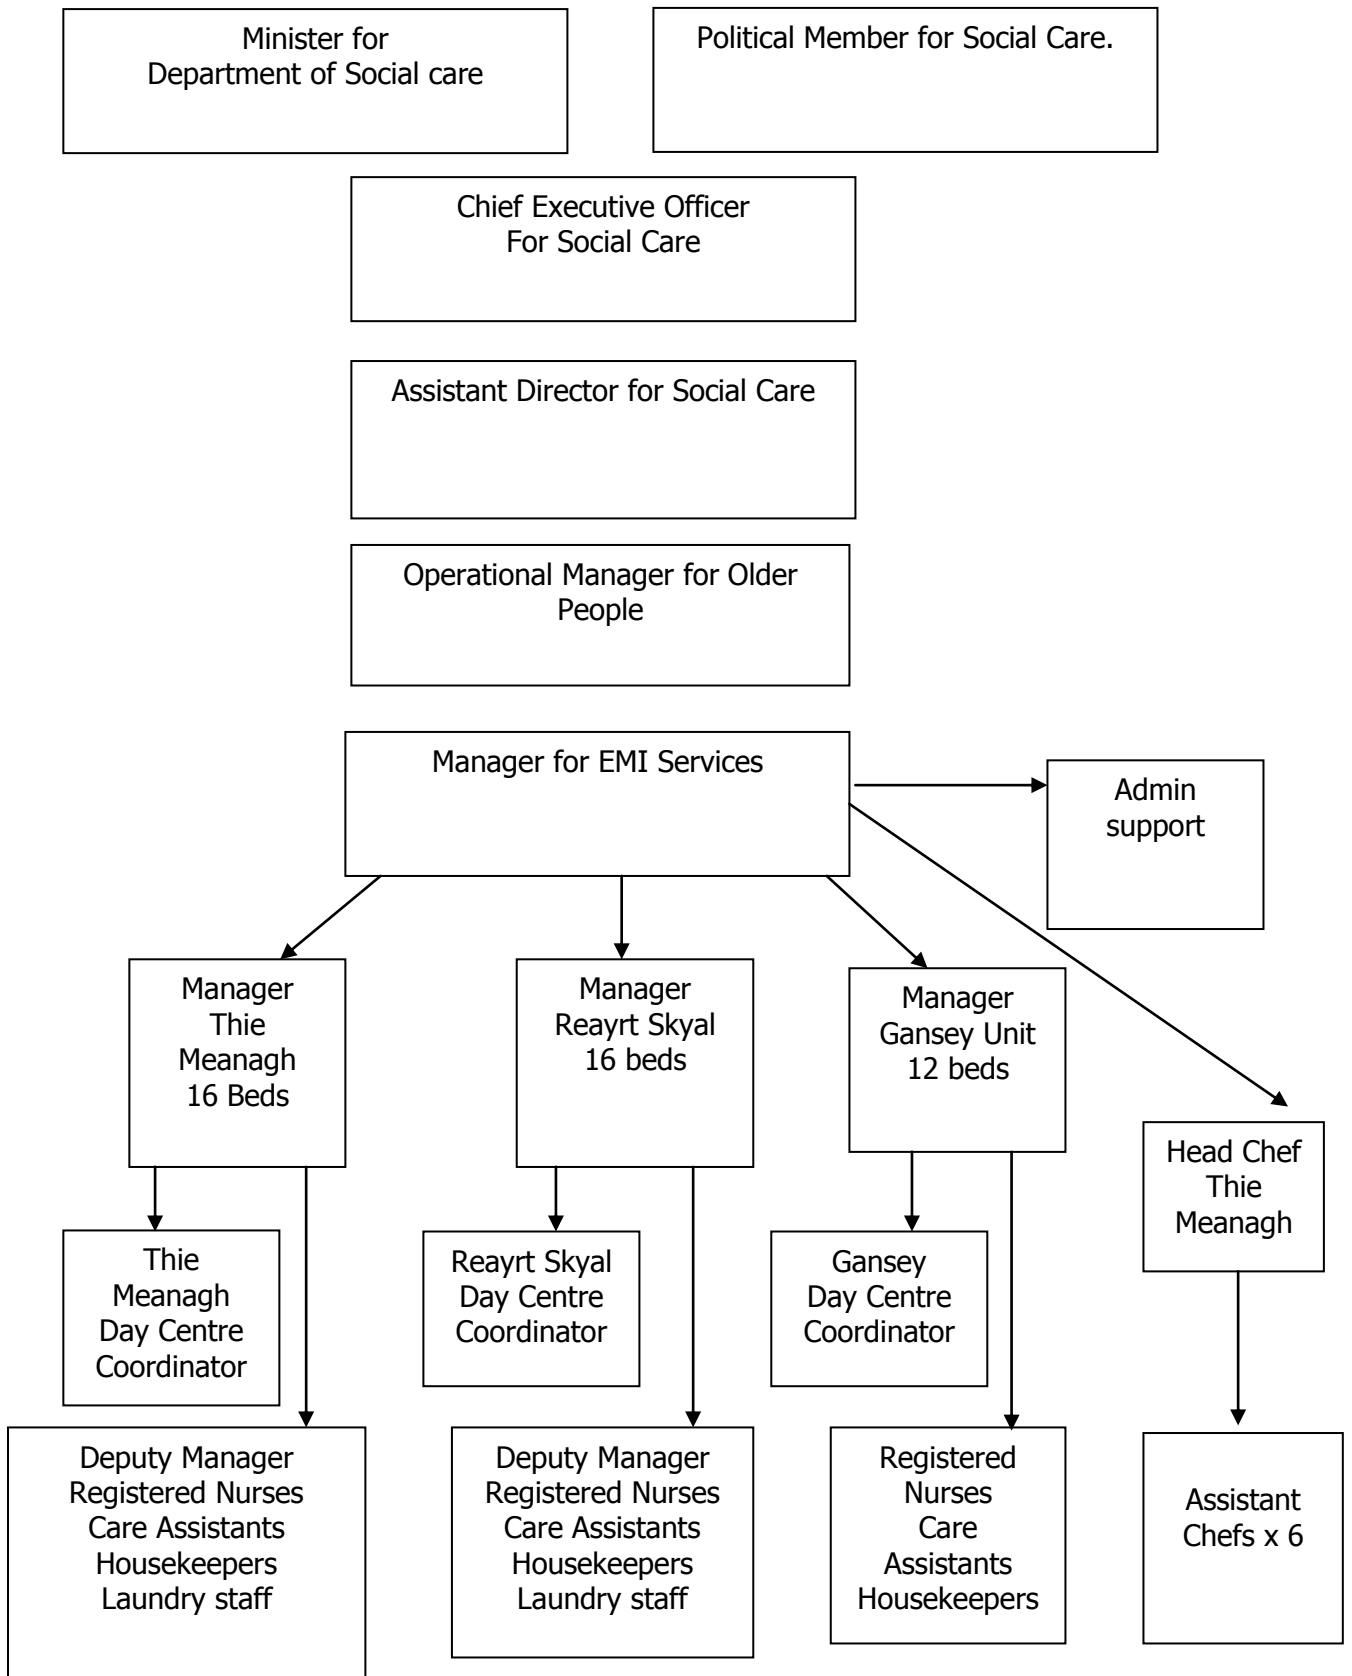 Minister for
Department of Social care
Political Member for Social Care.
Chief Executive Officer
For Social Care
Assistant Director for Social Care
Operational Manager for Older
People
Manager for EMI Services
Admin
support
Manager
Thie
Meanagh
16 Beds
Manager
Reayrt Skyal
16 beds
Manager
Gansey Unit
12 beds
Head Chef
Thie
Meanagh
Thie
Meanagh
Day Centre
Coordinator
Reayrt Skyal
Day Centre
Coordinator
Gansey
Day Centre
Coordinator
Deputy Manager
Registered Nurses
Care Assistants
Housekeepers
Laundry staff
Deputy Manager
Registered Nurses
Care Assistants
Housekeepers
Laundry staff
Registered
Nurses
Care
Assistants
Housekeepers
Assistant
Chefs x 6